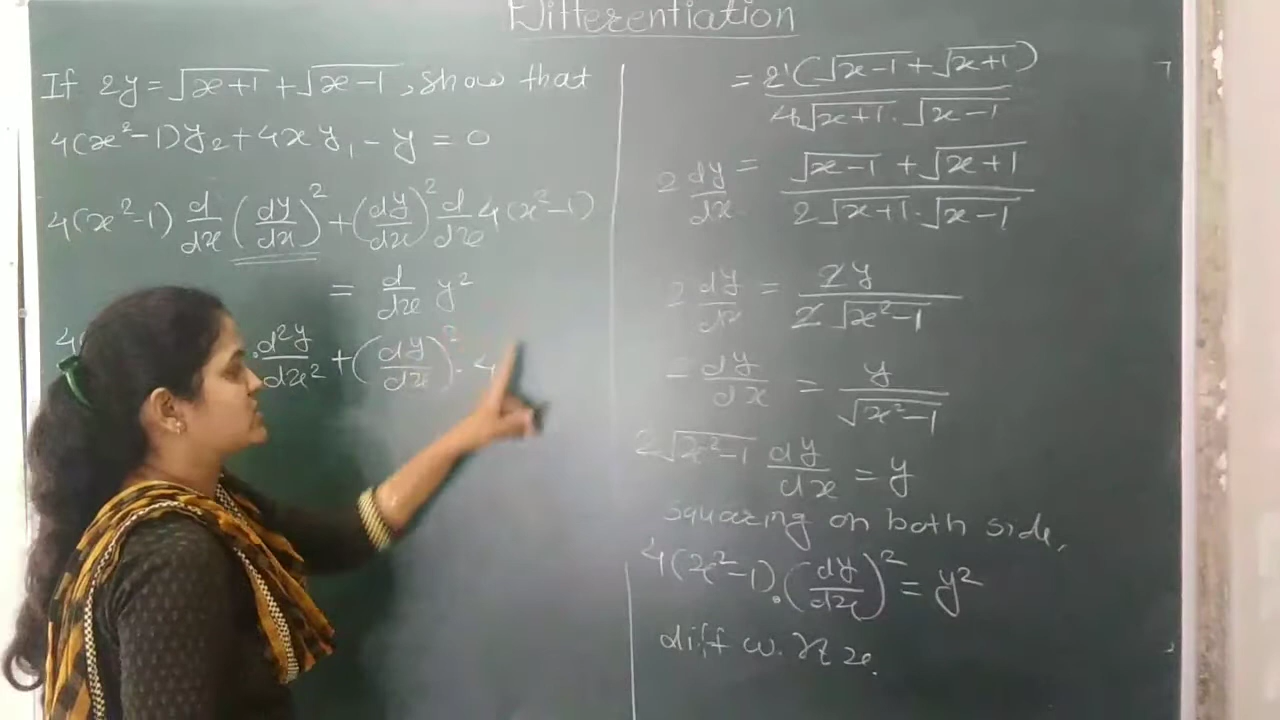 Differentiation
If 2y = √x+1 + √x-1, show that
4(x²-1)y₂ + 4xy₁ - y = 0
4(x²-1) d/dx (dy/dx)² + (dy/dx)² d/dx 4(x²-1)
= d/dx y²
4( . d²y/dx² + (dy/dx)² . 4
= 2(√x-1 + √x+1) / 4√x+1 . √x-1
2 dy/dx = √x-1 + √x+1 / 2√x+1 . √x-1
2 dy/dx = 2y / 2√x²-1
- dy/dx = y / √x²-1
2√x²-1 dy/dx = y
squaring on both side,
4(x²-1).(dy/dx)² = y²
diff w.r.t x.